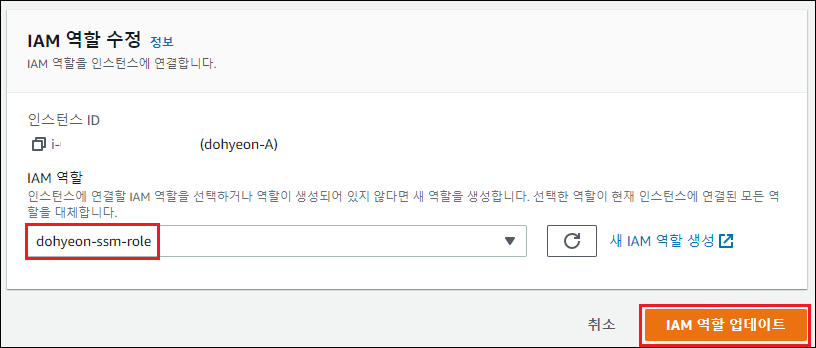 IAM 역할 수정 정보
IAM 역할을 인스턴스에 연결합니다.
인스턴스 ID
i- (dohyeon-A)
IAM 역할
인스턴스에 연결할 IAM 역할을 선택하거나 역할이 생성되어 있지 않다면 새 역할을 생성합니다. 선택한 역할이 현재 인스턴스에 연결된 모든 역
할을 대체합니다.
dohyeon-ssm-role 새 IAM 역할 생성
취소 IAM 역할 업데이트